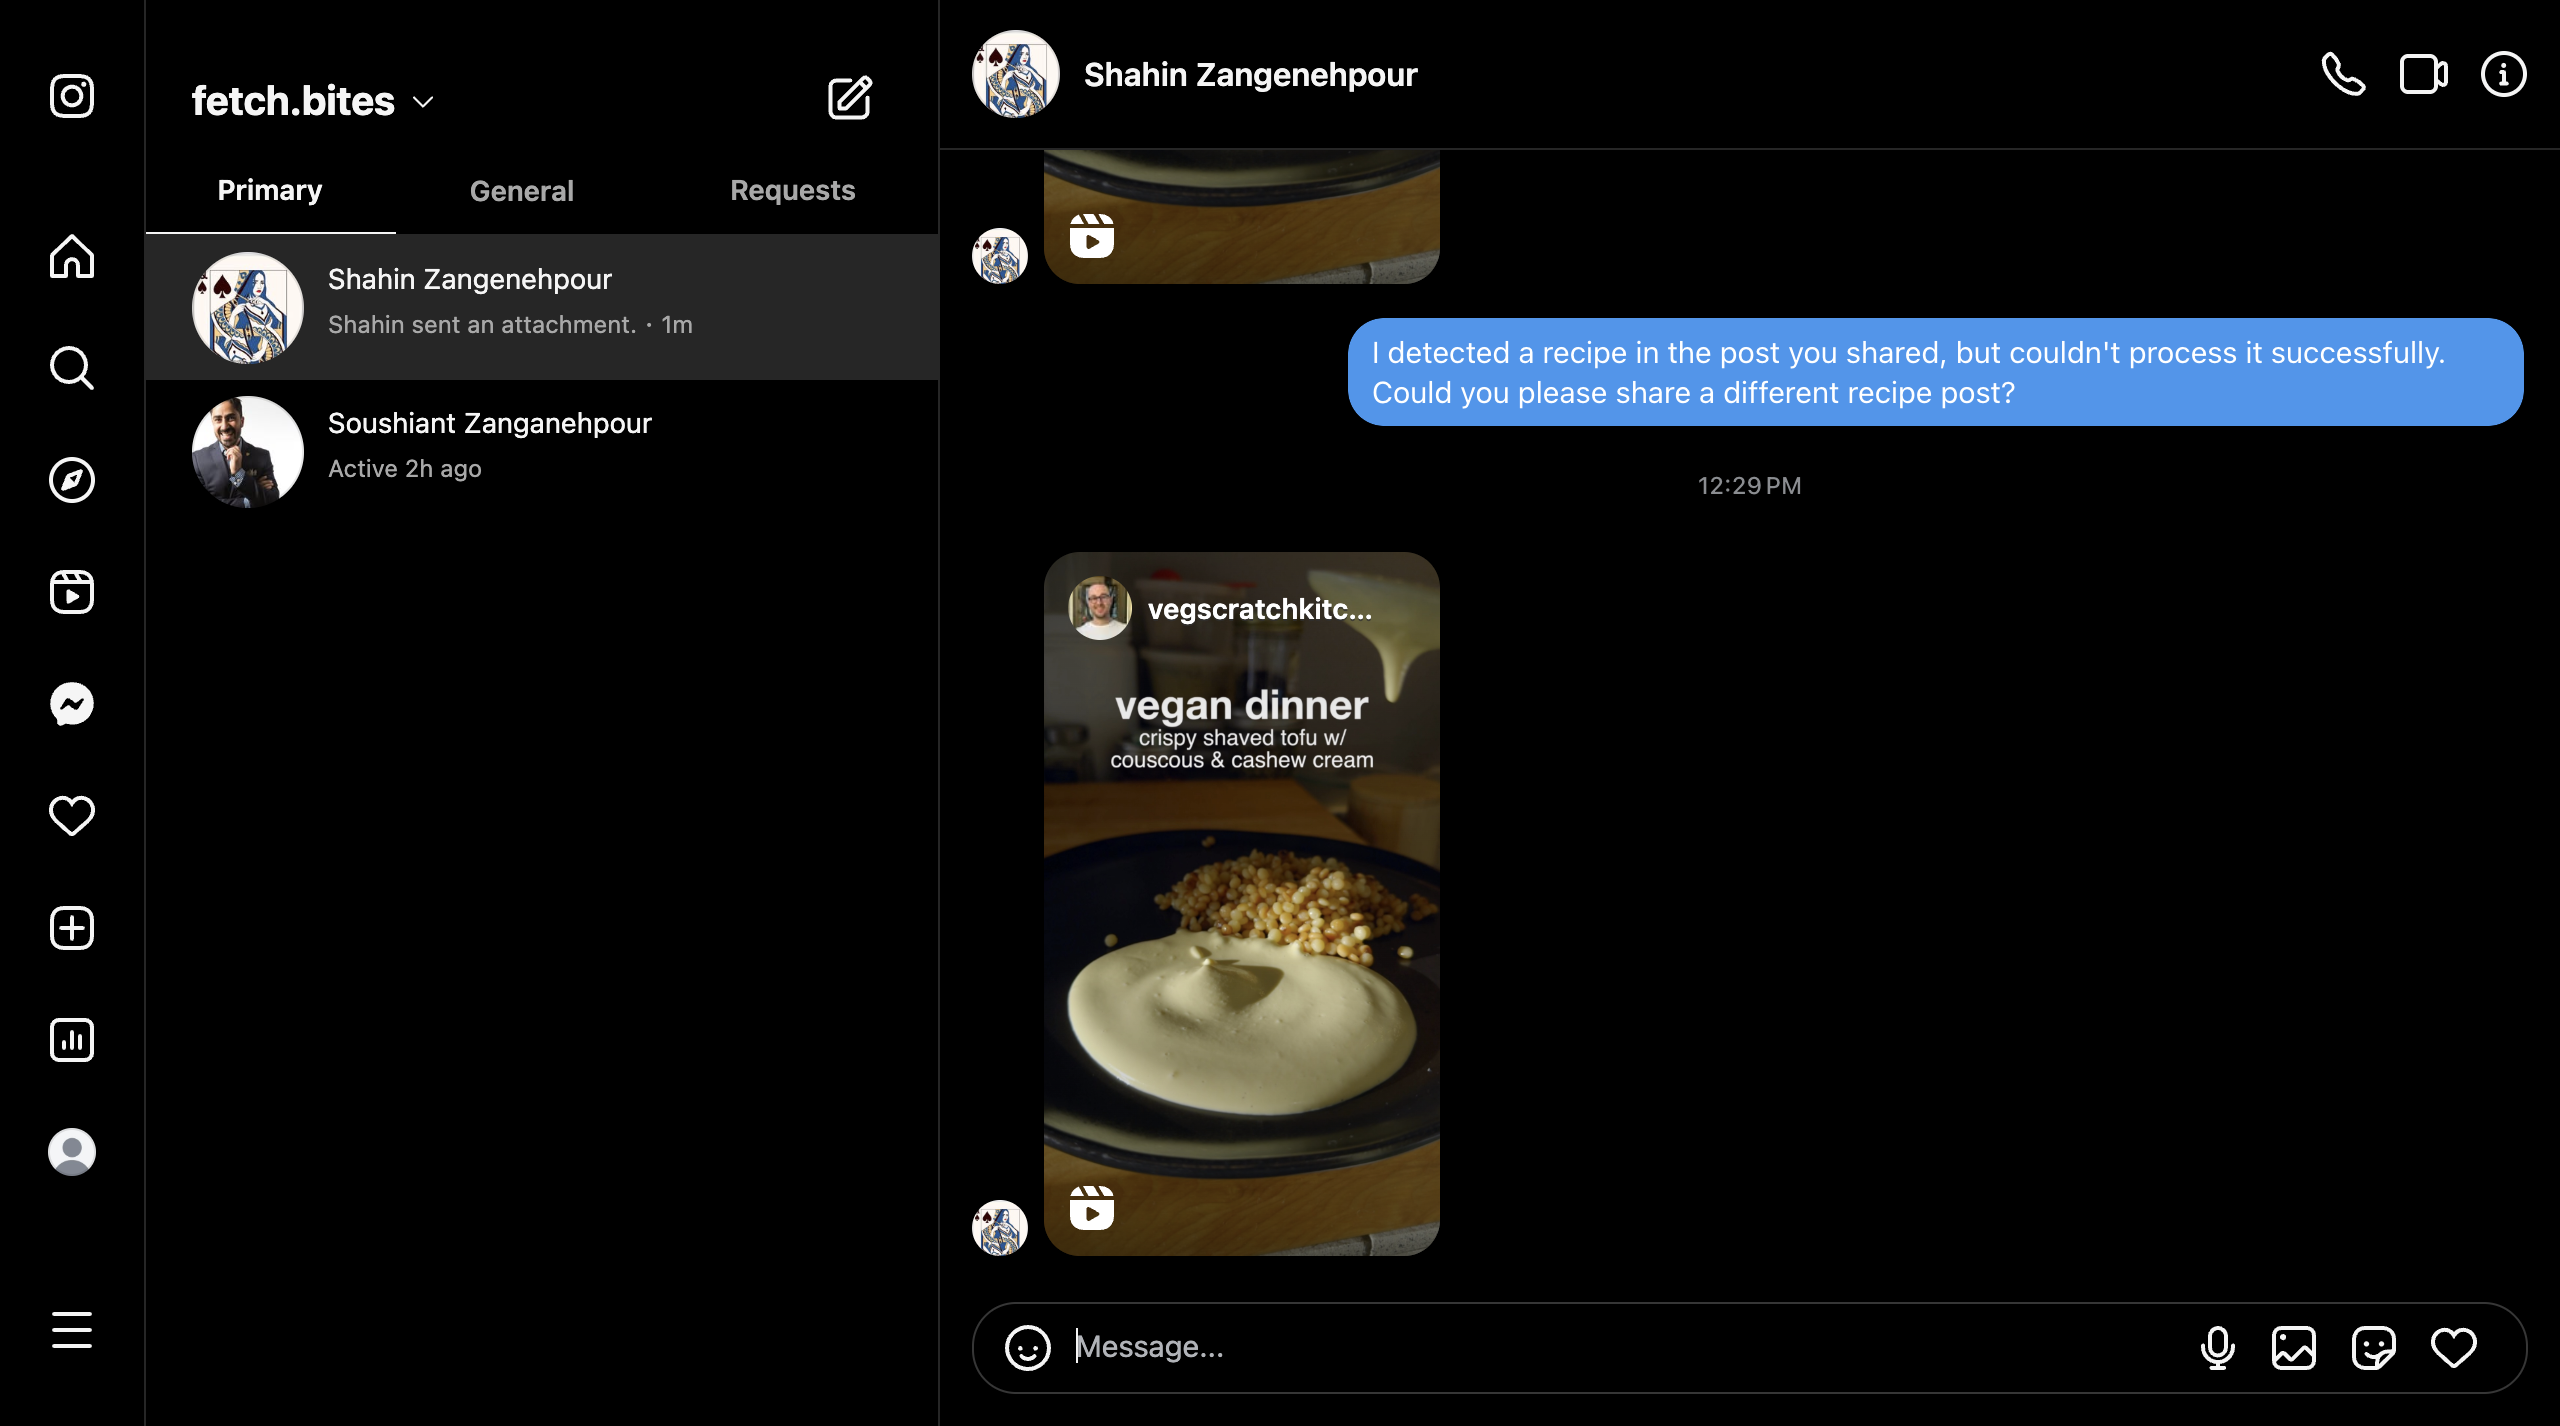 fetch.bites
Primary
General
Requests
Shahin Zangenehpour
Shahin sent an attachment. · 1m
Soushiant Zanganehpour
Active 2h ago
Shahin Zangenehpour
I detected a recipe in the post you shared, but couldn't process it successfully.
Could you please share a different recipe post?
12:29 PM
vegscratchkitc...
vegan dinner
crispy shaved tofu w/
couscous & cashew cream
Message...